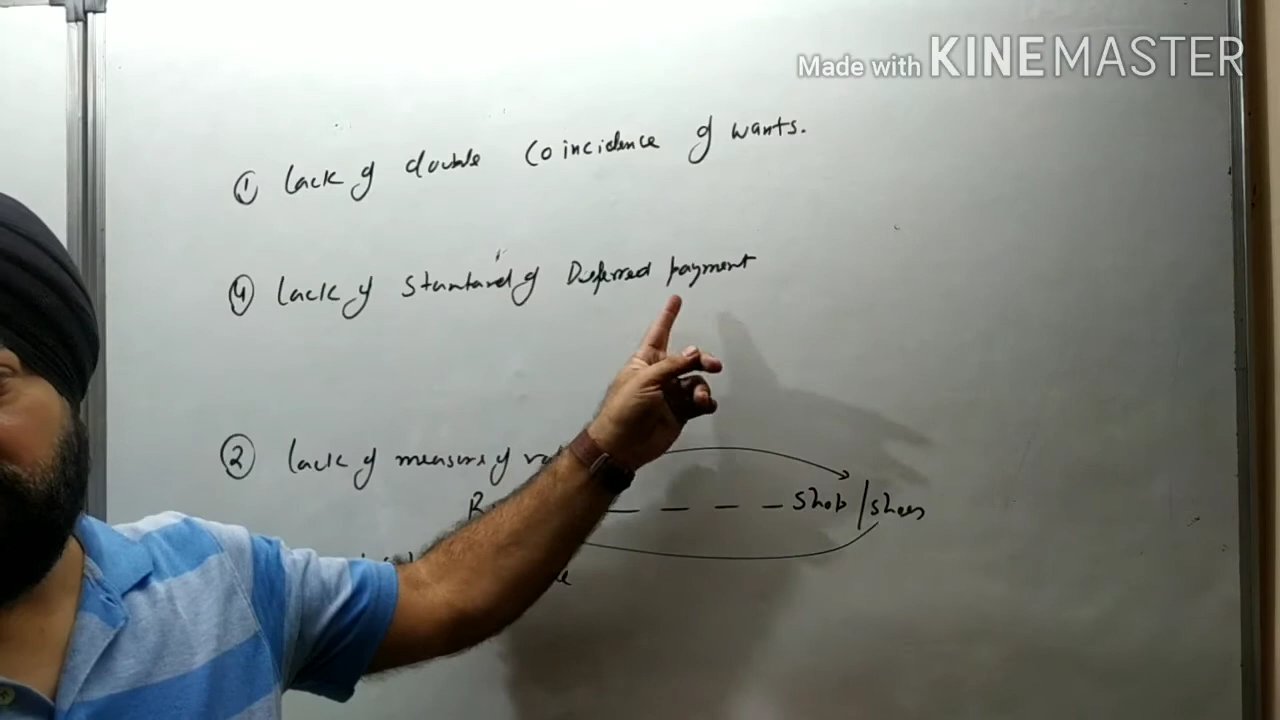 Made with KINEMASTER
① Lack of double Coincidence of wants.
④ Lack of Standard of Deferred payment
② Lack of measure of
Shop / shoes